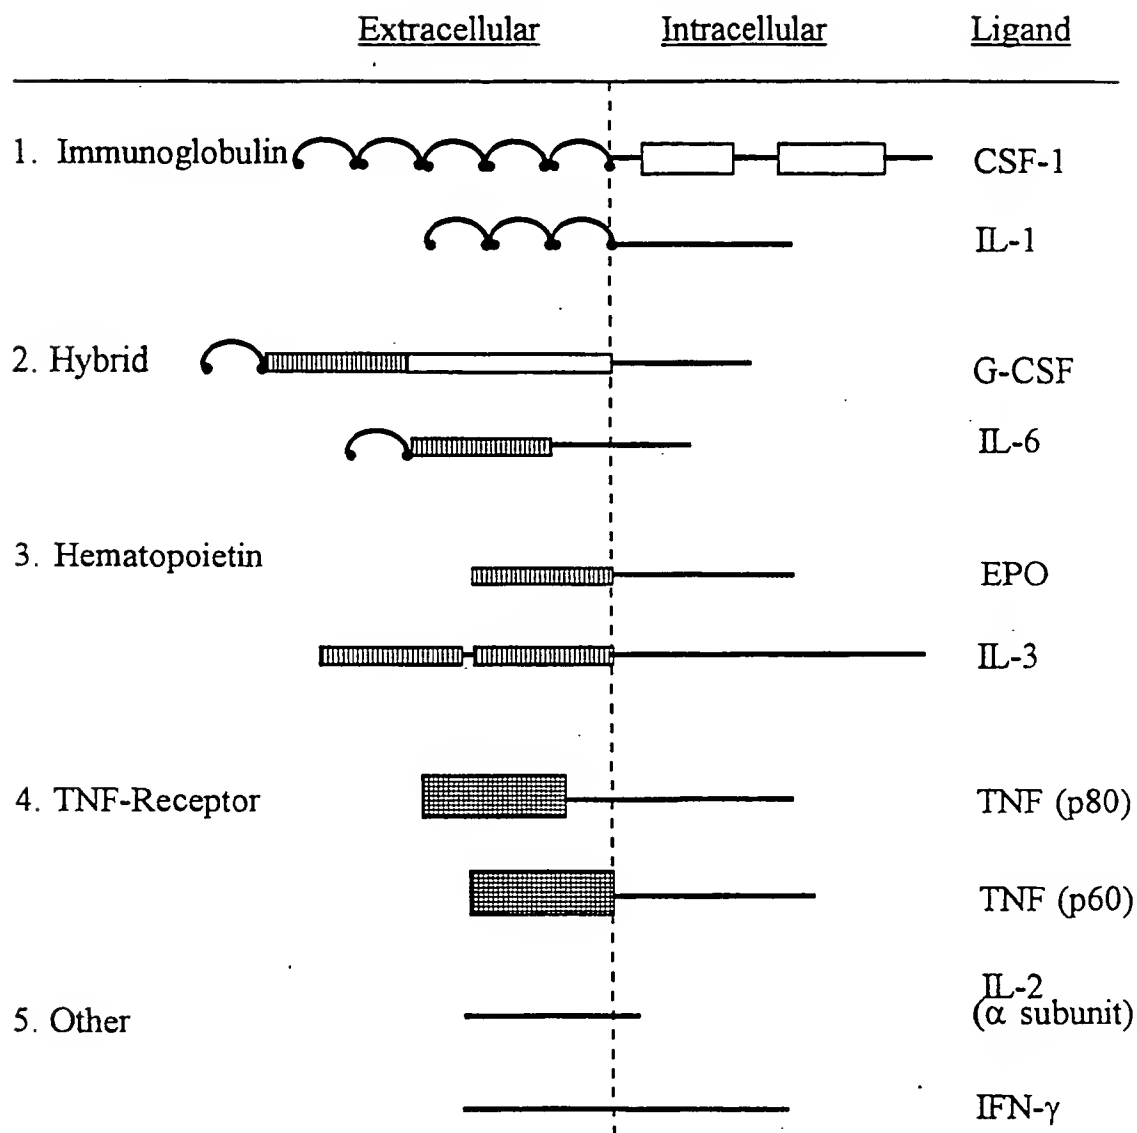 Extracellular Intracellular Ligand
1. Immunoglobulin CSF-1
IL-1
2. Hybrid G-CSF
IL-6
3. Hematopoietin EPO
IL-3
4. TNF-Receptor TNF (p80)
TNF (p60)
5. Other IL-2
(α subunit)
IFN-γ